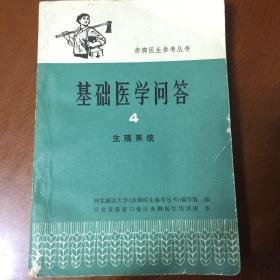 赤脚医生参考丛书
基础医学问答
4
生殖系统
河北新医大学《赤脚医生参考丛书》编写组 编
河北省张家口地区赤脚医生培训班 审